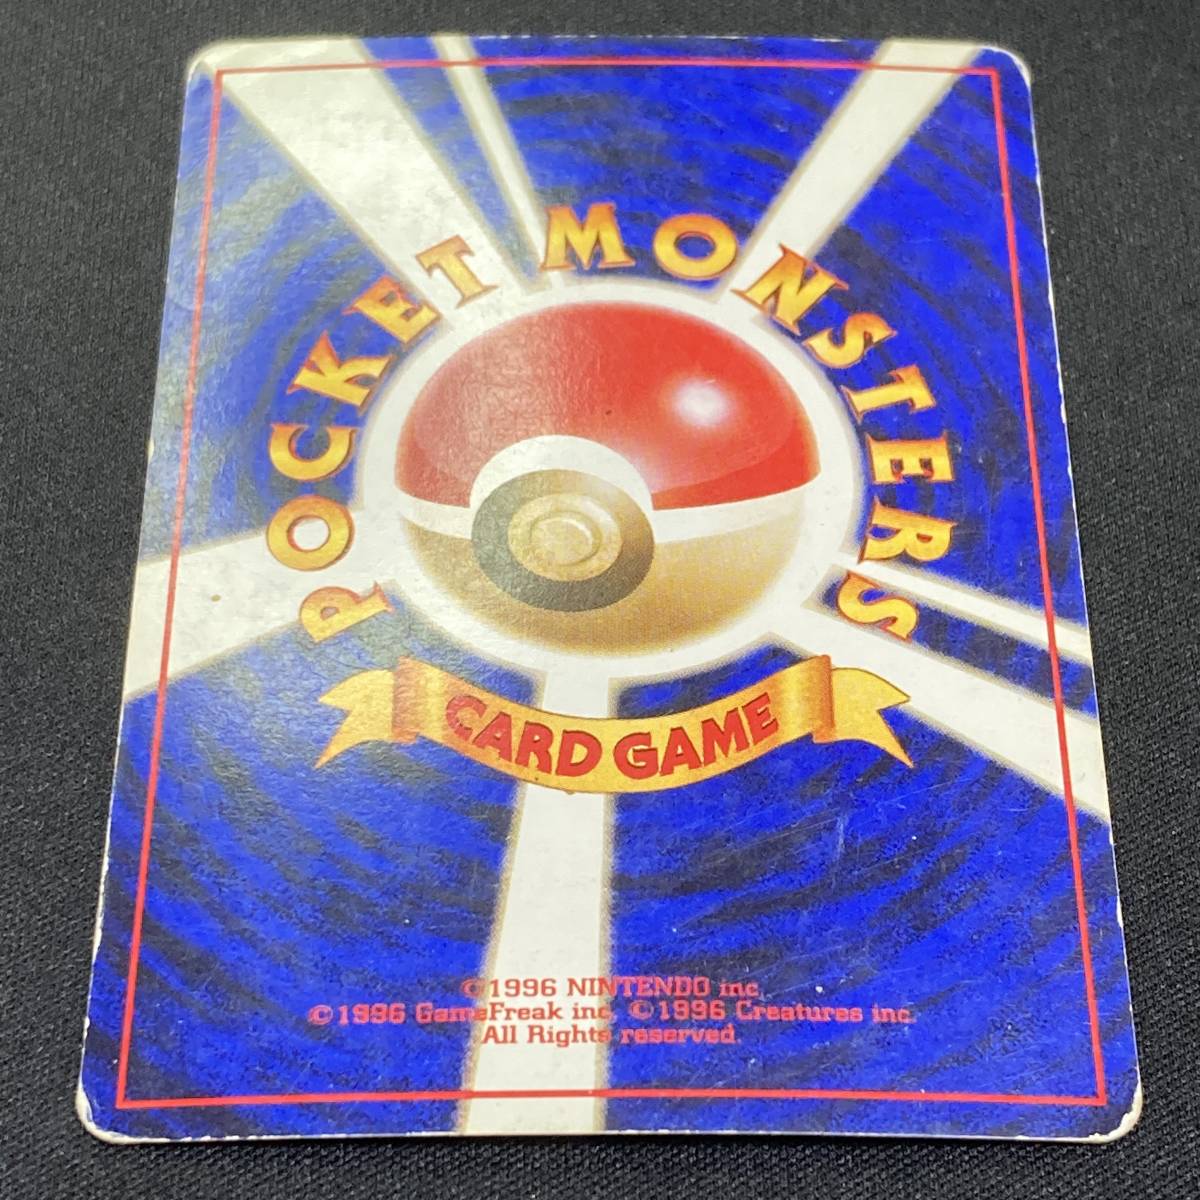 POCKET MONSTERS
CARD GAME
©1996 NINTENDO inc.
©1996 GameFreak inc. ©1996 Creatures inc.
All Rights reserved.